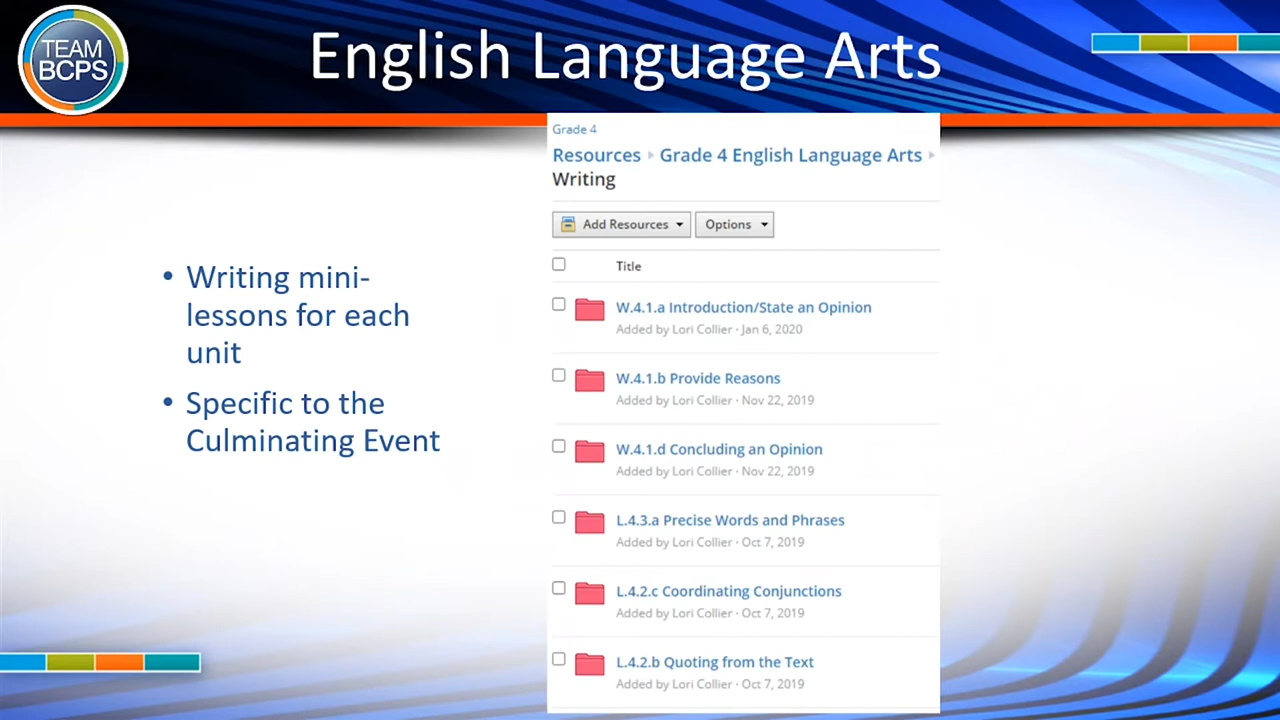 TEAM
BCPS
English Language Arts
• Writing mini-
lessons for each
unit
• Specific to the
Culminating Event
Grade 4
Resources ▸ Grade 4 English Language Arts ▸
Writing
Add Resources
Options
Title
W.4.1.a Introduction/State an Opinion
Added by Lori Collier · Jan 6, 2020
W.4.1.b Provide Reasons
Added by Lori Collier · Nov 22, 2019
W.4.1.d Concluding an Opinion
Added by Lori Collier · Nov 22, 2019
L.4.3.a Precise Words and Phrases
Added by Lori Collier · Oct 7, 2019
L.4.2.c Coordinating Conjunctions
Added by Lori Collier · Oct 7, 2019
L.4.2.b Quoting from the Text
Added by Lori Collier · Oct 7, 2019